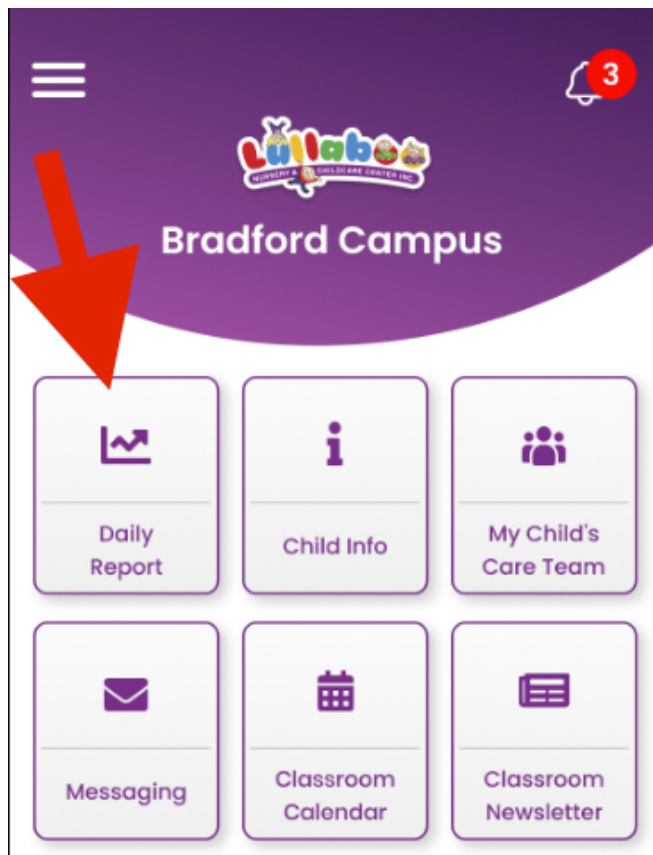 3
Lullaboo
NURSERY & CHILDCARE CENTER INC.
Bradford Campus
Daily
Report
Child Info
My Child's
Care Team
Messaging
Classroom
Calendar
Classroom
Newsletter